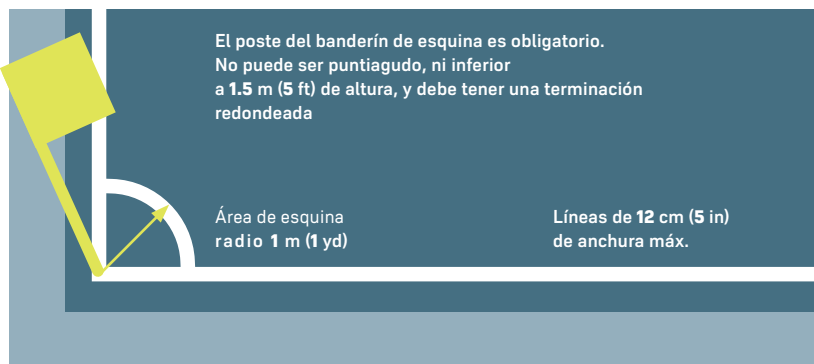 El poste del banderín de esquina es obligatorio.
No puede ser puntiagudo, ni inferior
a 1.5 m (5 ft) de altura, y debe tener una terminación
redondeada
Área de esquina
radio 1 m (1 yd)
Líneas de 12 cm (5 in)
de anchura máx.